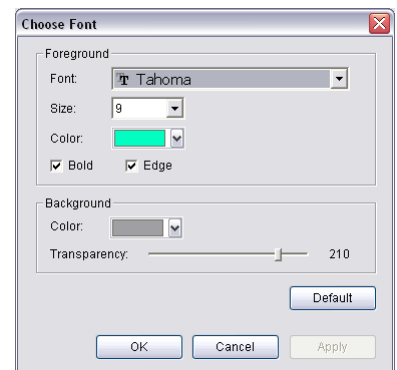 Choose Font
Foreground
Font: Tahoma
Size: 9
Color:
Bold Edge
Background
Color:
Transparency: 210
Default
OK Cancel Apply